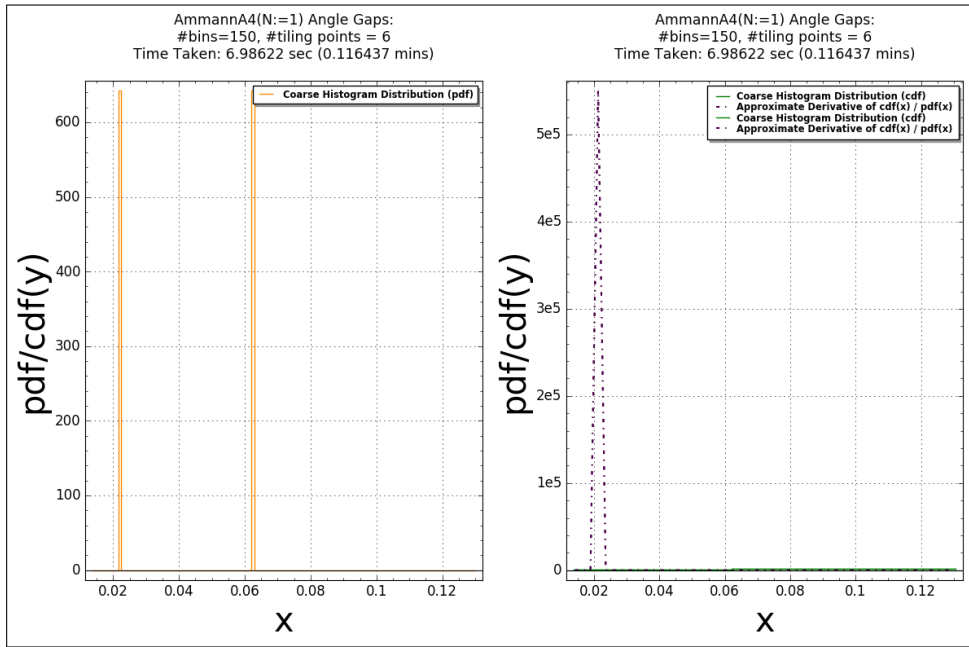 AmmannA4(N:=1) Angle Gaps:
#bins=150, #tiling points = 6
Time Taken: 6.98622 sec (0.116437 mins)
Coarse Histogram Distribution (pdf)
600
500
400
300
200
100
0
0.02 0.04 0.06 0.08 0.10 0.12
pdf/cdf(y)
x
AmmannA4(N:=1) Angle Gaps:
#bins=150, #tiling points = 6
Time Taken: 6.98622 sec (0.116437 mins)
Coarse Histogram Distribution (cdf)
Approximate Derivative of cdf(x) / pdf(x)
Coarse Histogram Distribution (cdf)
Approximate Derivative of cdf(x) / pdf(x)
5e5
4e5
3e5
2e5
1e5
0
0.02 0.04 0.06 0.08 0.1 0.12
pdf/cdf(y)
x